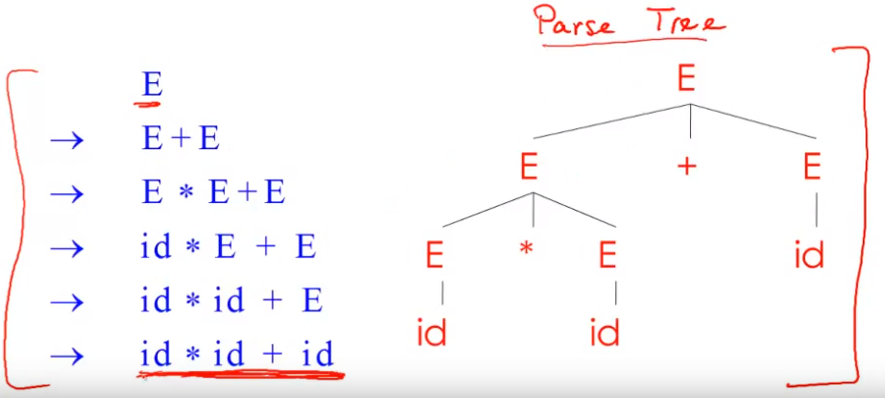 Parse Tree
E
→ E + E
→ E * E + E
→ id * E + E
→ id * id + E
→ id * id + id
E
E + E
E * E id
id id